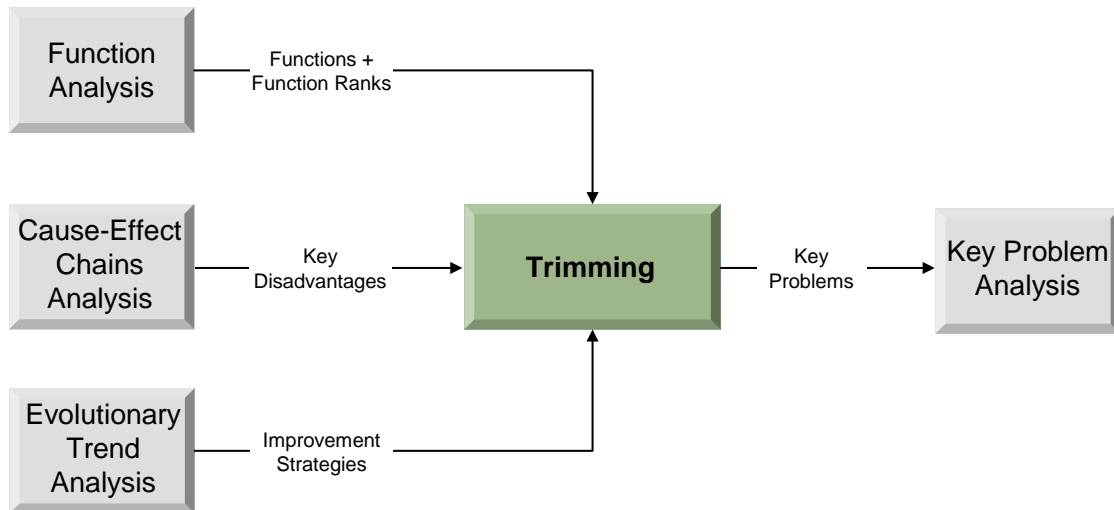 Function
Analysis
Functions +
Function Ranks
Cause-Effect
Chains
Analysis
Key
Disadvantages
Trimming
Key
Problems
Key Problem
Analysis
Evolutionary
Trend
Analysis
Improvement
Strategies